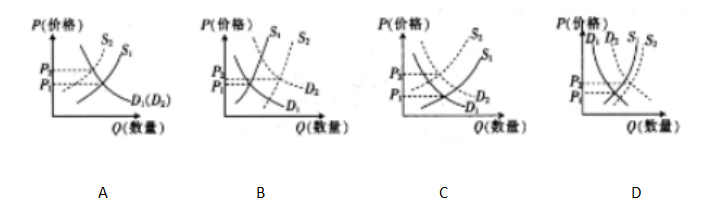 P(价格)
S₂
S₁
P₂
P₁
D₁(D₂)
Q(数量)
A
P(价格)
S₁
S₂
P₂
P₁
D₂
D₁
Q(数量)
B
P(价格)
S₂
S₁
P₂
P₁
D₂
D₁
Q(数量)
C
P(价格)
D₁ D₂ S₁ S₂
P₂
P₁
Q(数量)
D